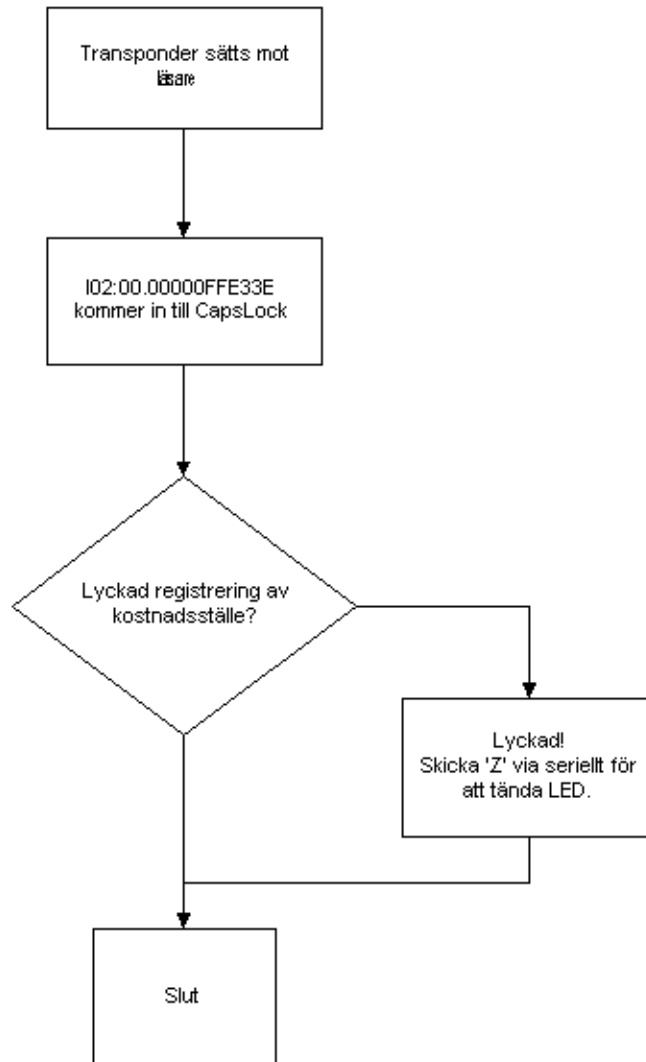 Transponder sätts mot
läsare
I02:00.00000FFE33E
kommer in till CapsLock
Lyckad registrering av
kostnadsställe?
Lyckad!
Skicka 'Z' via seriellt för
att tända LED.
Slut